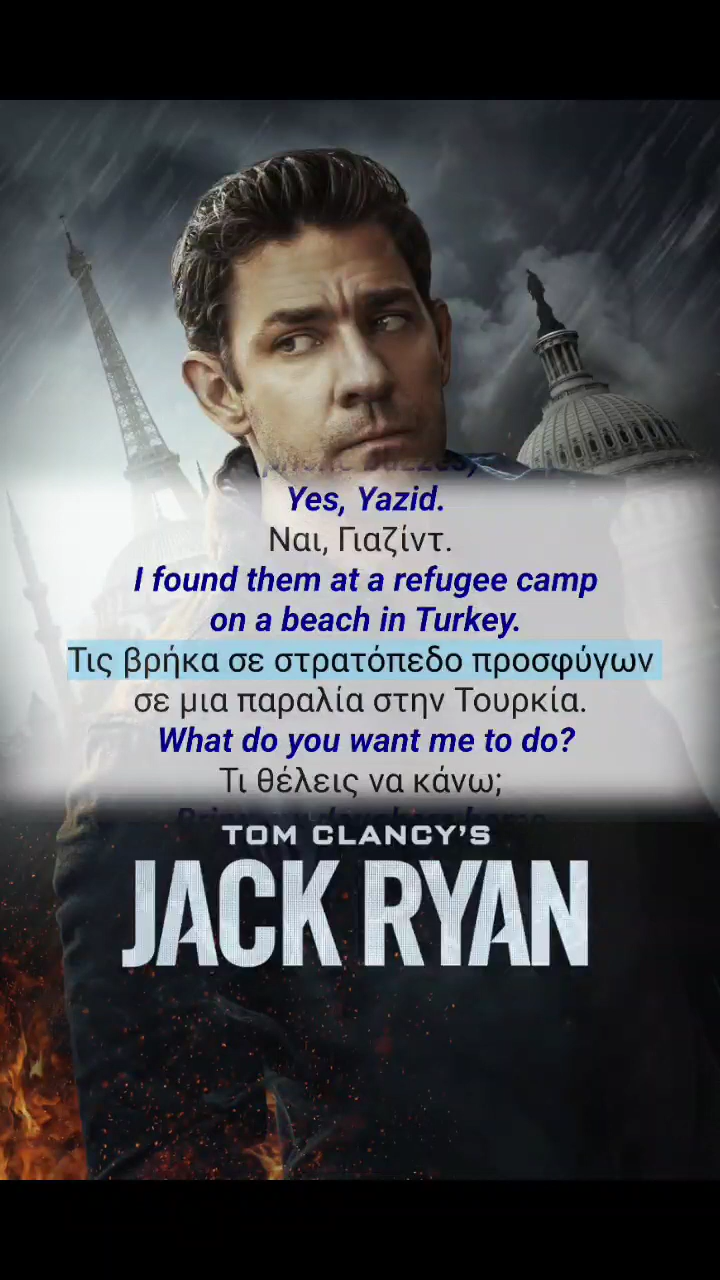 Yes, Yazid.
Ναι, Γιαζίντ.
I found them at a refugee camp
on a beach in Turkey.
Τις βρήκα σε στρατόπεδο προσφύγων
σε μια παραλία στην Τουρκία.
What do you want me to do?
Τι θέλεις να κάνω;
TOM CLANCY'S
JACK RYAN